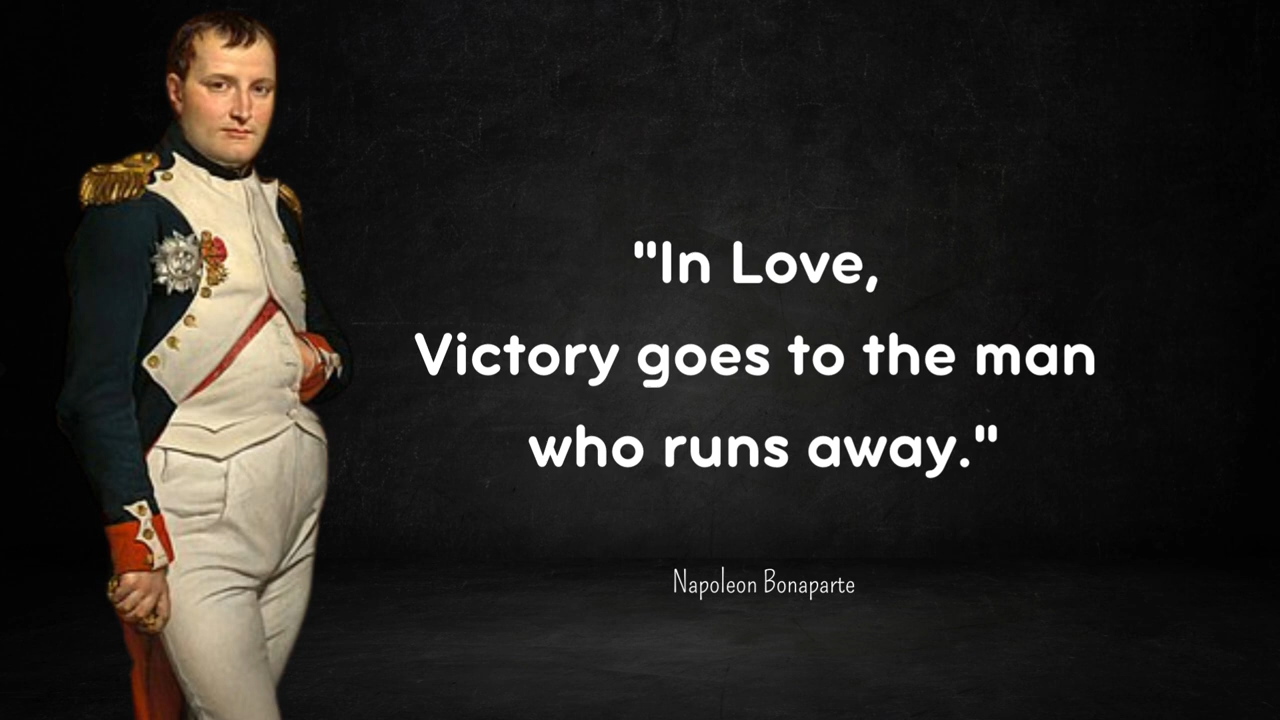 "In Love,
Victory goes to the man
who runs away."
Napoleon Bonaparte